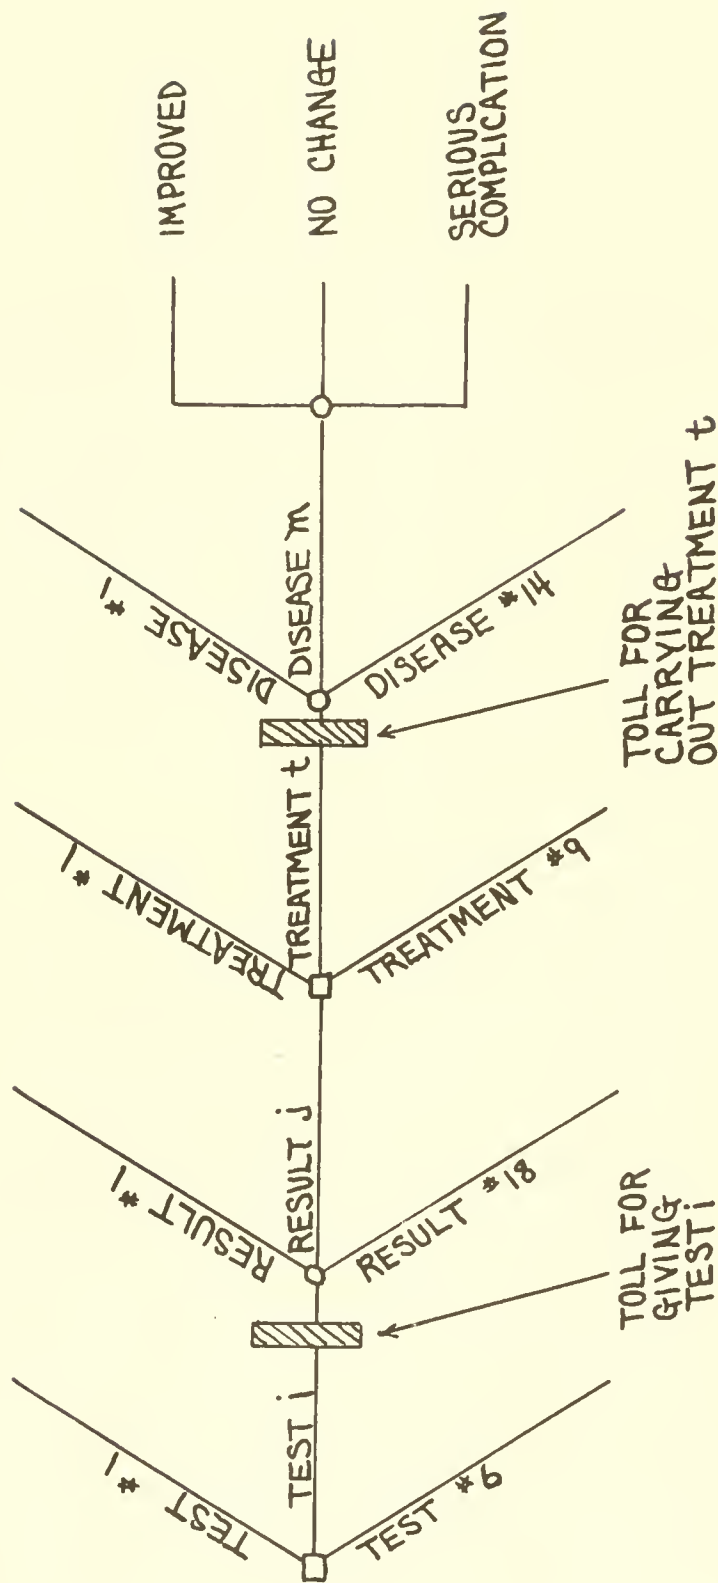 TEST #1
TEST i
TEST #6
TOLL FOR
GIVING
TEST i
RESULT #1
RESULT j
RESULT #18
TREATMENT #1
TREATMENT t
TREATMENT #9
TOLL FOR
CARRYING
OUT TREATMENT t
DISEASE #1
DISEASE m
DISEASE #14
IMPROVED
NO CHANGE
SERIOUS
COMPLICATION